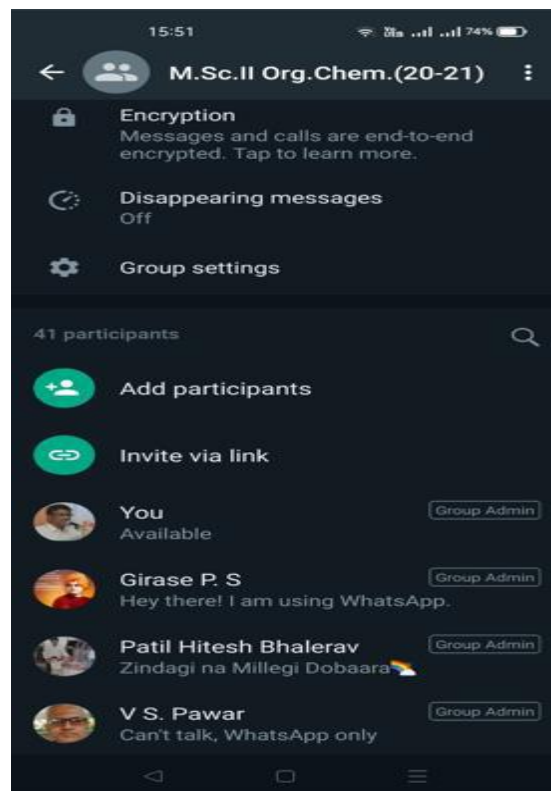 15:51
74%
M.Sc.II Org.Chem.(20-21)
Encryption
Messages and calls are end-to-end
encrypted. Tap to learn more.
Disappearing messages
Off
Group settings
41 participants
Add participants
Invite via link
You
Group Admin
Available
Girase P. S
Group Admin
Hey there! I am using WhatsApp.
Patil Hitesh Bhalerav
Group Admin
Zindagi na Millegi Dobaara
V S. Pawar
Group Admin
Can't talk, WhatsApp only